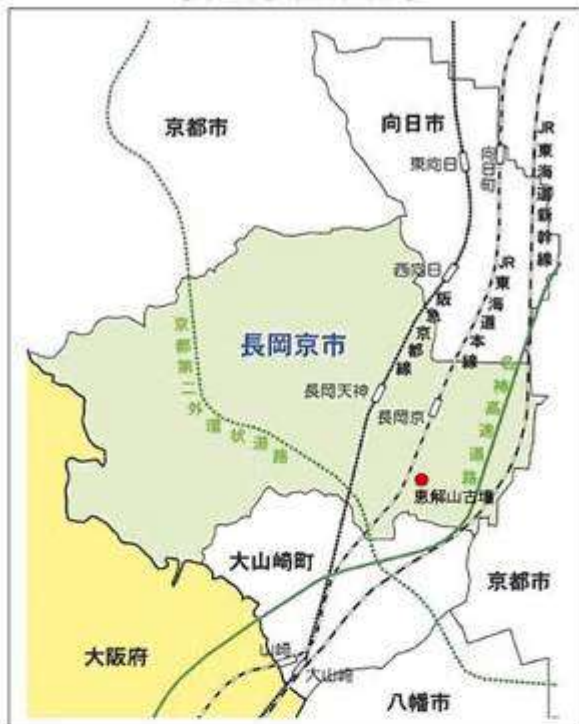 京都市
向日市
JR東海道新幹線
東向日
向日町
西向日
阪急京都線
JR東海道本線
長岡京市
京都第二外環状道路
長岡天神
長岡京
名神高速道路
恵解山古墳
大山崎町
京都市
大阪府
山崎
大山崎
八幡市